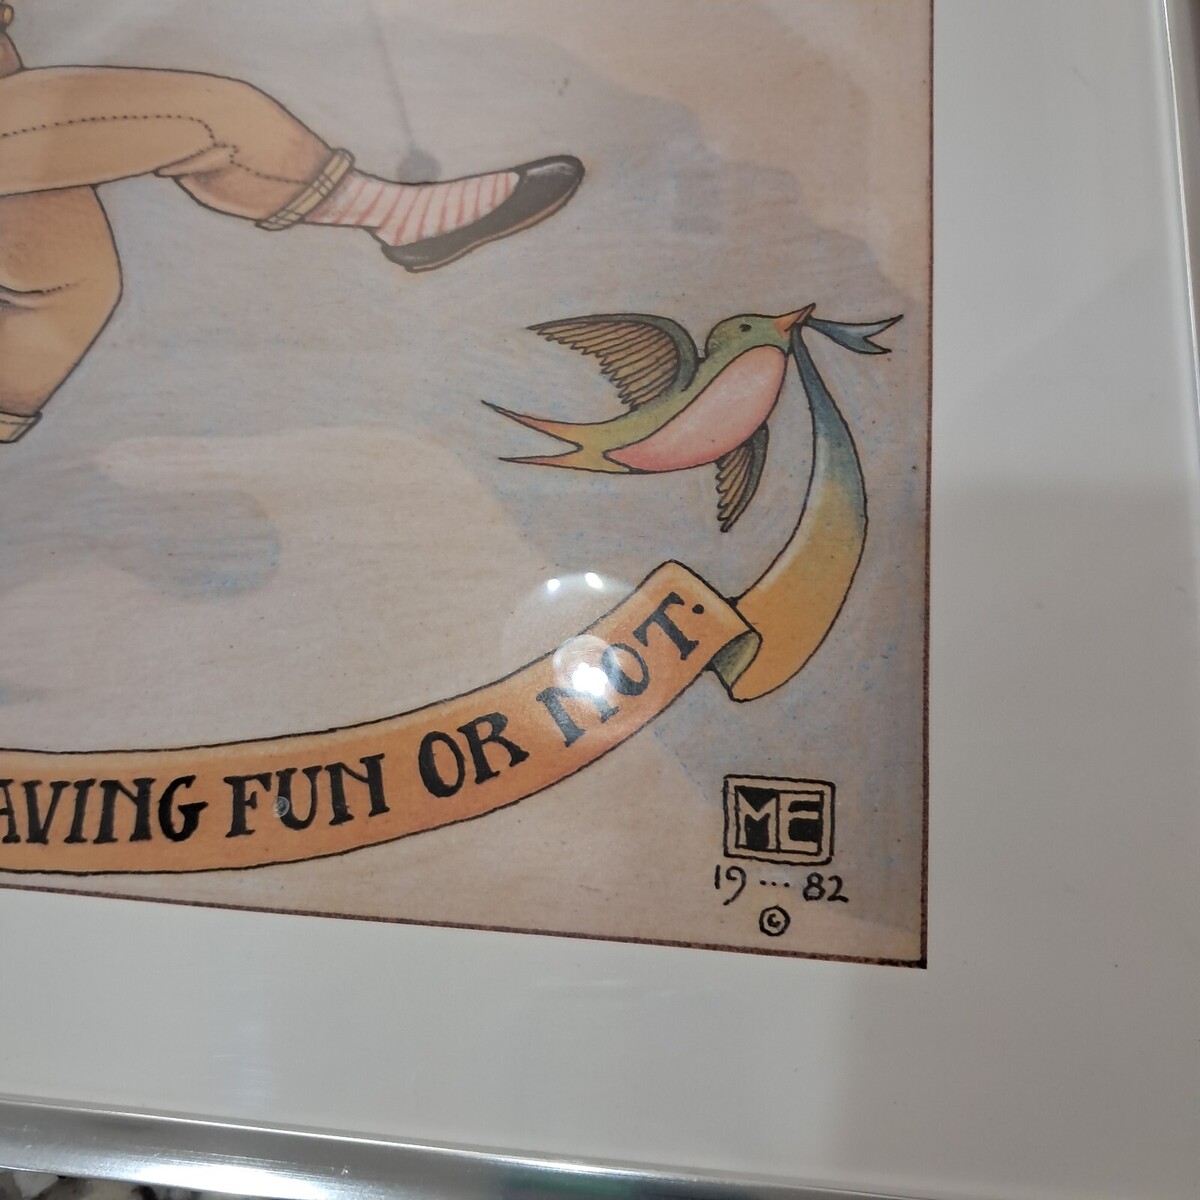 AVING FUN OR NOT.
ME
19...82
©